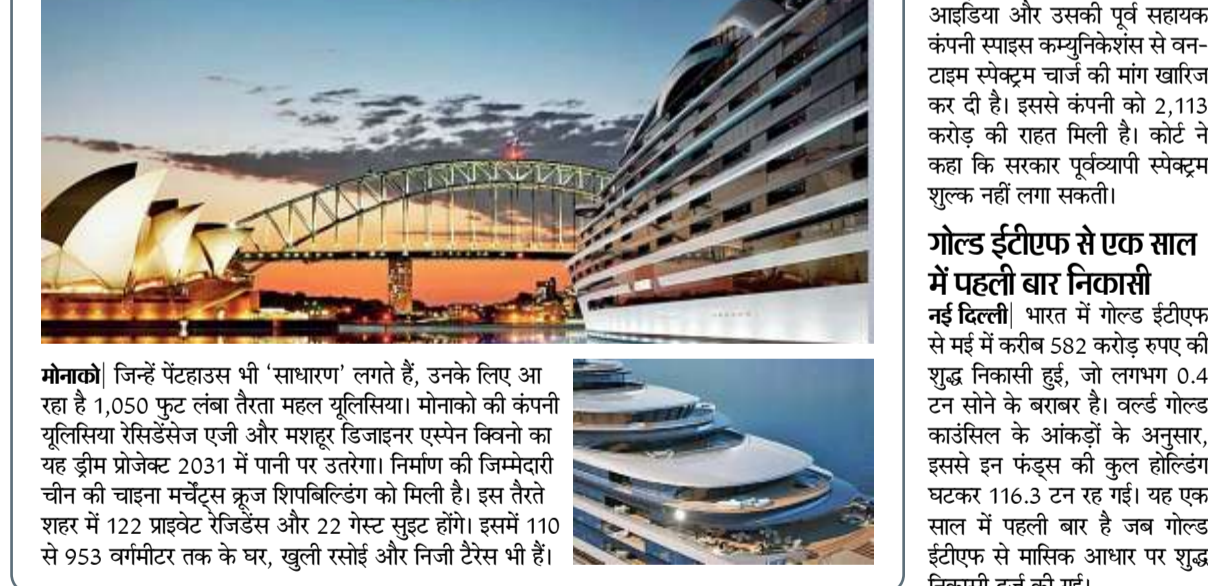 मोनाको| जिन्हें पेंटहाउस भी ‘साधारण’ लगते हैं, उनके लिए आ
रहा है 1,050 फुट लंबा तैरता महल यूलिसिया। मोनाको की कंपनी
यूलिसिया रेसिडेंसेज एजी और मशहूर डिजाइनर एस्पेन क्विनो का
यह ड्रीम प्रोजेक्ट 2031 में पानी पर उतरेगा। निर्माण की जिम्मेदारी
चीन की चाइना मर्चेंट्स क्रूज शिपबिल्डिंग को मिली है। इस तैरते
शहर में 122 प्राइवेट रेजिडेंस और 22 गेस्ट सुइट होंगे। इसमें 110
से 953 वर्गमीटर तक के घर, खुली रसोई और निजी टैरेस भी हैं।
आइडिया और उसकी पूर्व सहायक
कंपनी स्पाइस कम्युनिकेशंस से वन-
टाइम स्पेक्ट्रम चार्ज की मांग खारिज
कर दी है। इससे कंपनी को 2,113
करोड़ की राहत मिली है। कोर्ट ने
कहा कि सरकार पूर्वव्यापी स्पेक्ट्रम
शुल्क नहीं लगा सकती।
गोल्ड ईटीएफ से एक साल
में पहली बार निकासी
नई दिल्ली| भारत में गोल्ड ईटीएफ
से मई में करीब 582 करोड़ रुपए की
शुद्ध निकासी हुई, जो लगभग 0.4
टन सोने के बराबर है। वर्ल्ड गोल्ड
काउंसिल के आंकड़ों के अनुसार,
इससे इन फंड्स की कुल होल्डिंग
घटकर 116.3 टन रह गई। यह एक
साल में पहली बार है जब गोल्ड
ईटीएफ से मासिक आधार पर शुद्ध
निकासी दर्ज की गई।